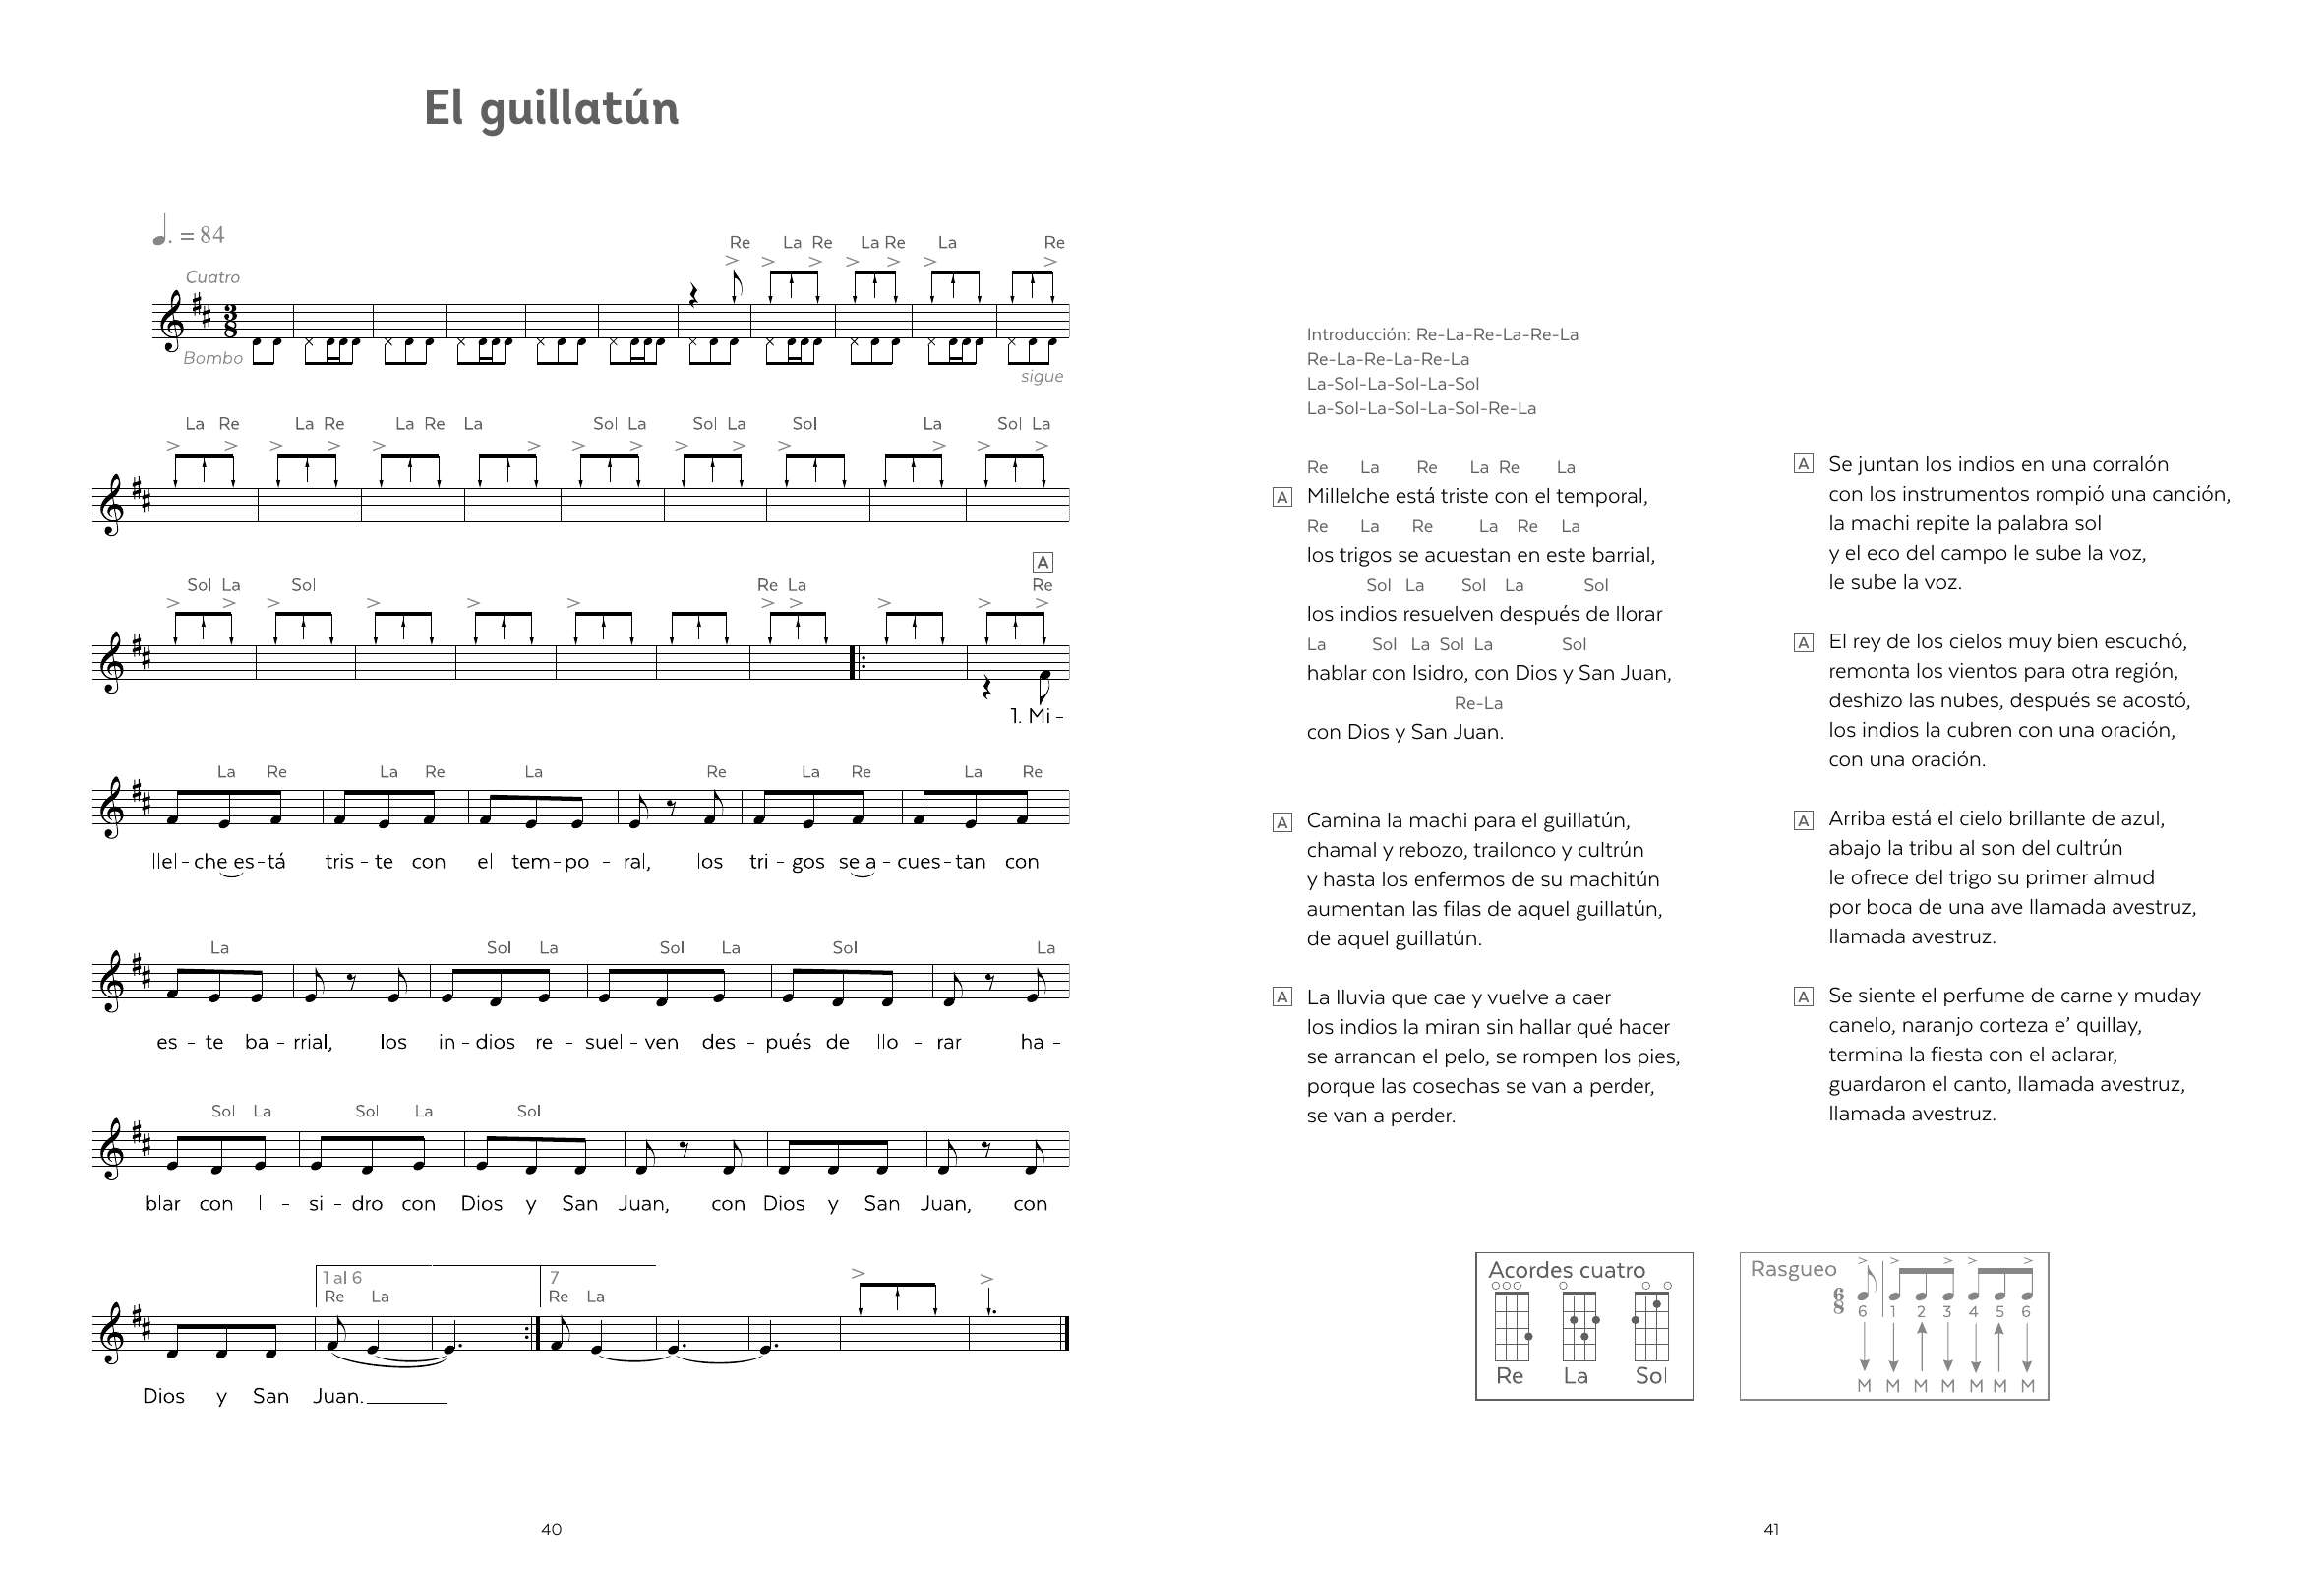 El guillatún
♩. = 84
Re La Re La Re La Re
Cuatro
3
8
Bombo
sigue
La Re La Re La Re La Sol La Sol La Sol La Sol La
A
Sol La Sol Re La Re
1. Mi -
La Re La Re La Re La Re La Re
llel - che es - tá tris - te con el tem - po - ral, los tri - gos se a - cues - tan con
La Sol La Sol La Sol La
es - te ba - rrial, los in - dios re - suel - ven des - pués de llo - rar ha -
Sol La Sol La Sol
blar con I - si - dro con Dios y San Juan, con Dios y San Juan, con
1 al 6 7
Re La Re La
Dios y San Juan.
40
Introducción: Re-La-Re-La-Re-La
Re-La-Re-La-Re-La
La-Sol-La-Sol-La-Sol
La-Sol-La-Sol-La-Sol-Re-La
Re La Re La Re La
A Millelche está triste con el temporal,
Re La Re La Re La
los trigos se acuestan en este barrial,
Sol La Sol La Sol
los indios resuelven después de llorar
La Sol La Sol La Sol
hablar con Isidro, con Dios y San Juan,
Re-La
con Dios y San Juan.
A Camina la machi para el guillatún,
chamal y rebozo, trailonco y cultrún
y hasta los enfermos de su machitún
aumentan las filas de aquel guillatún,
de aquel guillatún.
A La lluvia que cae y vuelve a caer
los indios la miran sin hallar qué hacer
se arrancan el pelo, se rompen los pies,
porque las cosechas se van a perder,
se van a perder.
A Se juntan los indios en una corralón
con los instrumentos rompió una canción,
la machi repite la palabra sol
y el eco del campo le sube la voz,
le sube la voz.
A El rey de los cielos muy bien escuchó,
remonta los vientos para otra región,
deshizo las nubes, después se acostó,
los indios la cubren con una oración,
con una oración.
A Arriba está el cielo brillante de azul,
abajo la tribu al son del cultrún
le ofrece del trigo su primer almud
por boca de una ave llamada avestruz,
llamada avestruz.
A Se siente el perfume de carne y muday
canelo, naranjo corteza e’ quillay,
termina la fiesta con el aclarar,
guardaron el canto, llamada avestruz,
llamada avestruz.
Acordes cuatro
Re La Sol
Rasgueo
6
8
6 1 2 3 4 5 6
M M M M M M M
41